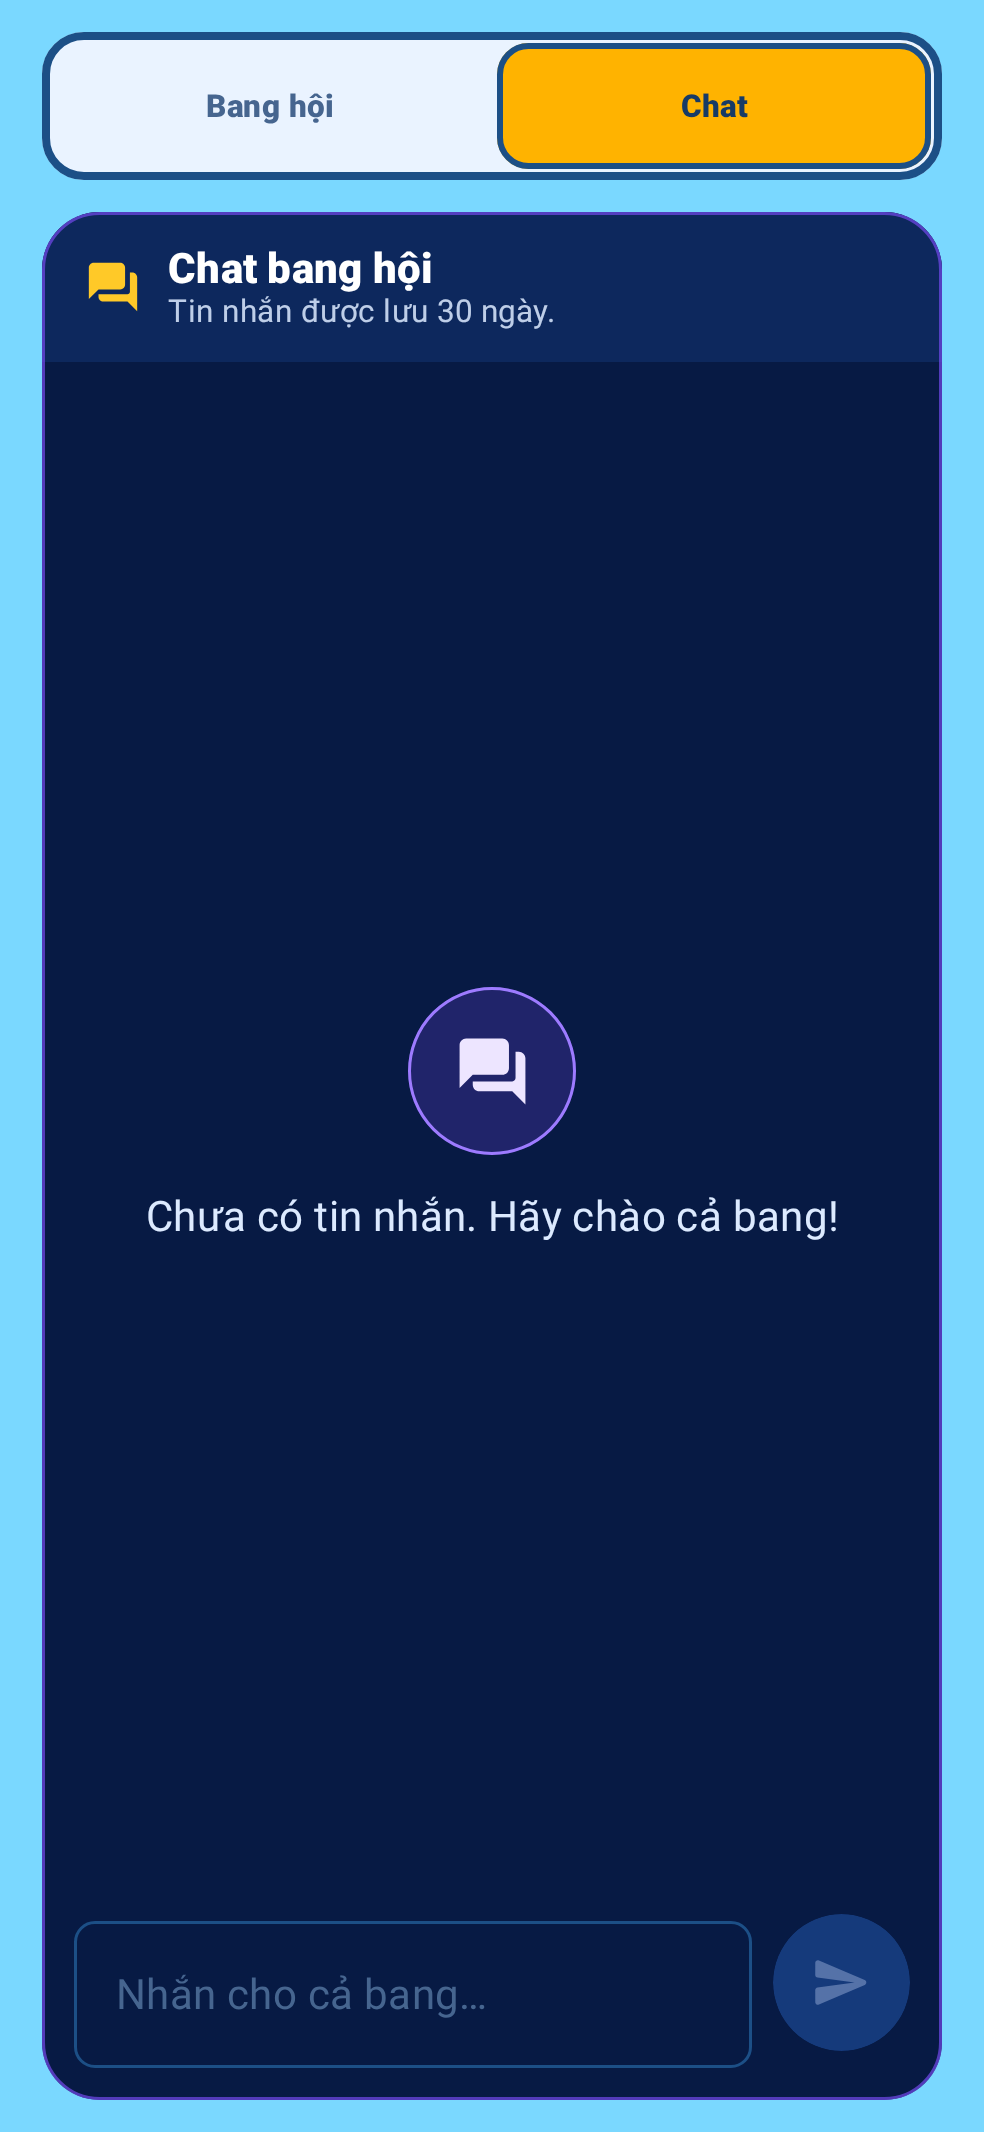 Bang hội
Chat
Chat bang hội
Tin nhắn được lưu 30 ngày.
Chưa có tin nhắn. Hãy chào cả bang!
Nhắn cho cả bang…